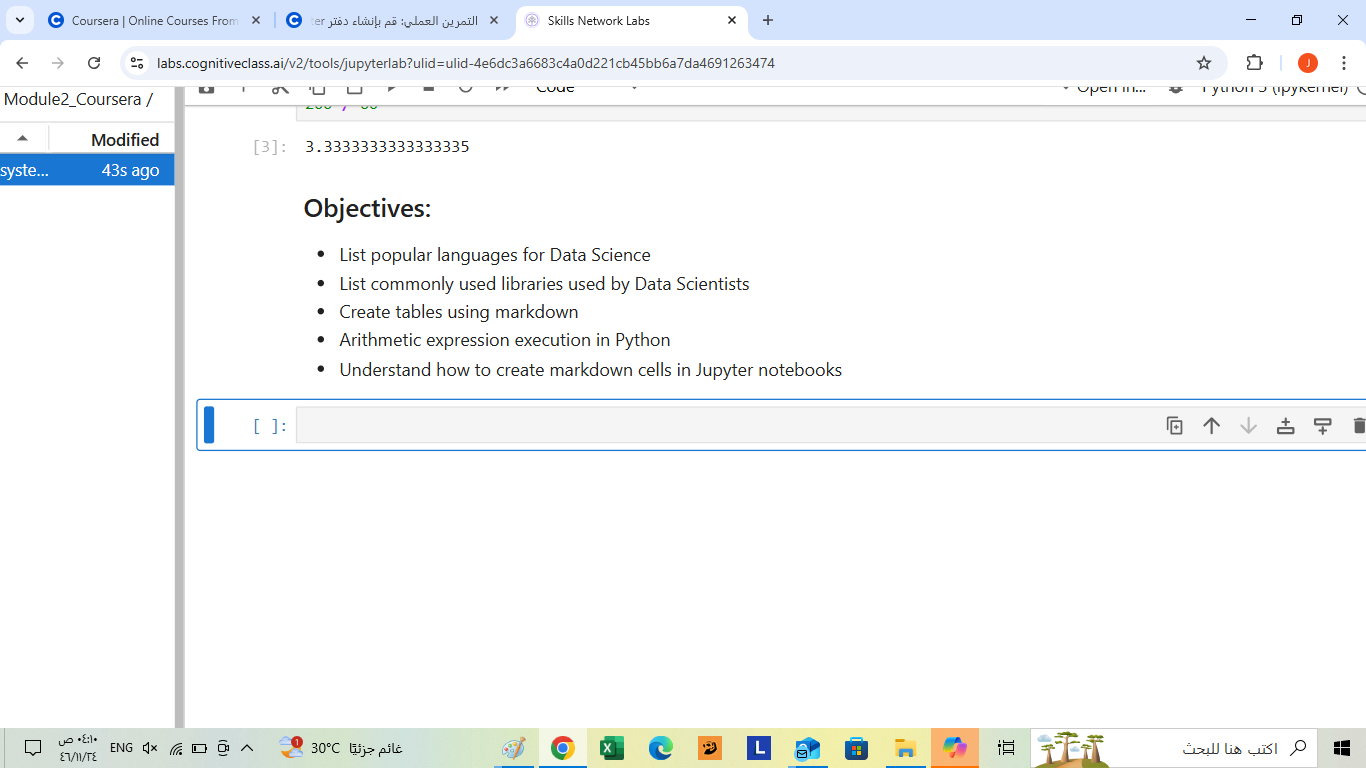 Coursera | Online Courses From
التمرين العملي: قم بإنشاء دفتر ter
Skills Network Labs
labs.cognitiveclass.ai/v2/tools/jupyterlab?ulid=ulid-4e6dc3a6683c4a0d221cb45bb6a7da4691263474
J
Module2_Coursera /
Code
Open in...
Python 3 (ipykernel)
Modified
syste...
43s ago
200 / 60
[3]:
3.3333333333333335
Objectives:
• List popular languages for Data Science
• List commonly used libraries used by Data Scientists
• Create tables using markdown
• Arithmetic expression execution in Python
• Understand how to create markdown cells in Jupyter notebooks
[ ]:
٠٤:١٠ ص
٤٦/١١/٢٤
ENG
1
30°C
غائم جزئيًا
L
اكتب هنا للبحث